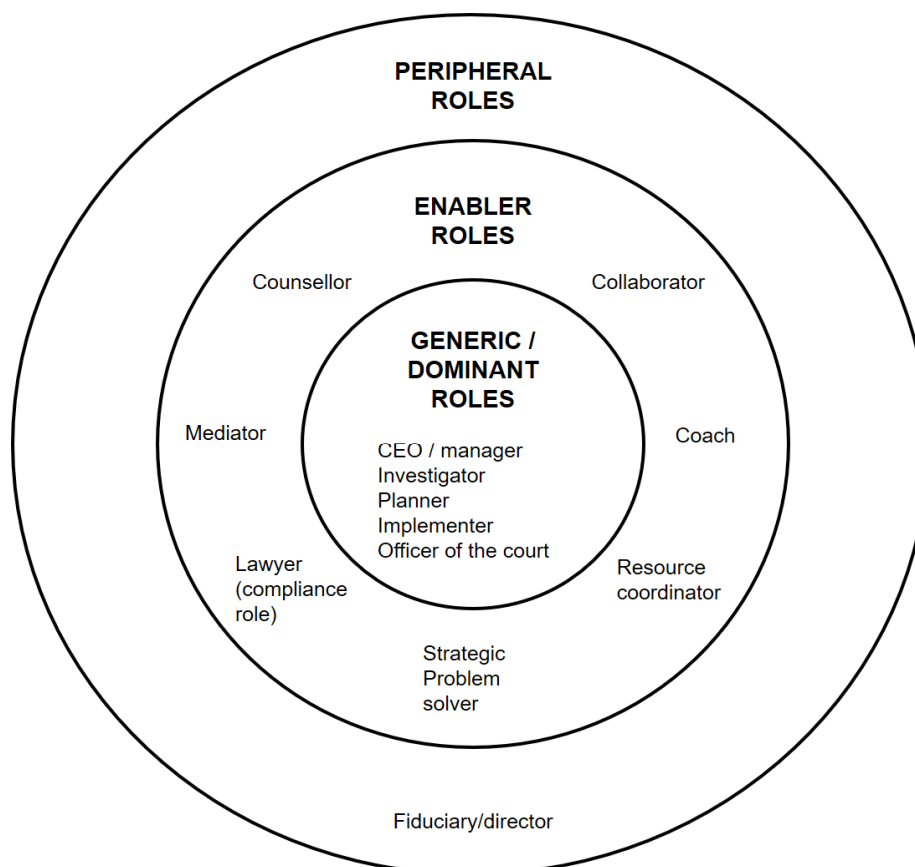 PERIPHERAL
ROLES
ENABLER
ROLES
Counsellor
Collaborator
GENERIC /
DOMINANT
ROLES
Mediator
Coach
CEO / manager
Investigator
Planner
Implementer
Officer of the court
Lawyer
(compliance
role)
Resource
coordinator
Strategic
Problem
solver
Fiduciary/director